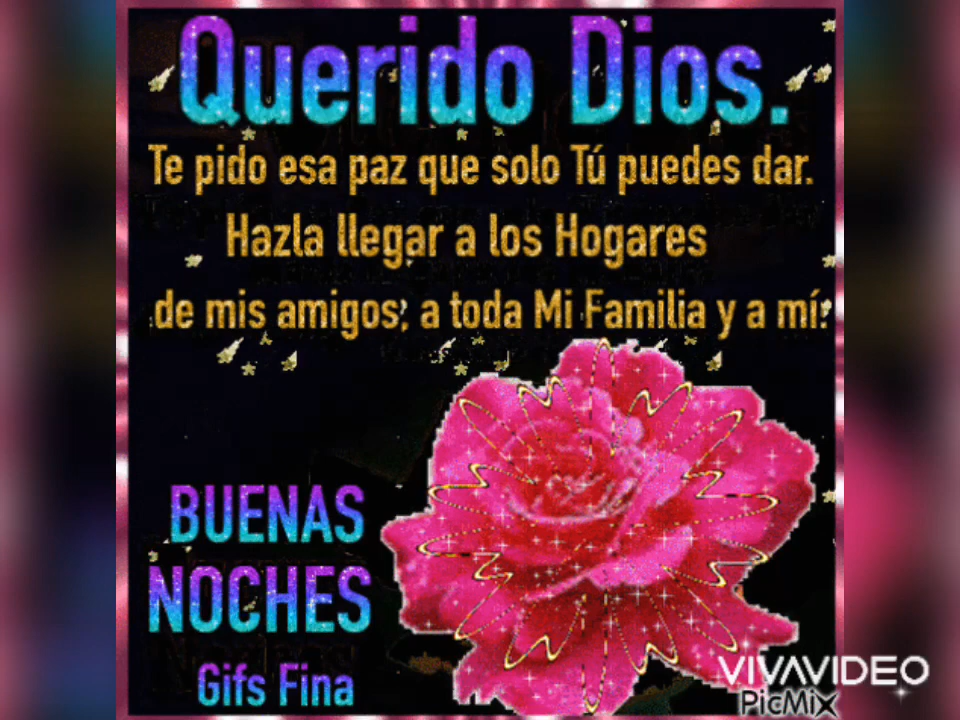 Querido Dios.
Te pido esa paz que solo Tú puedes dar.
Hazla llegar a los Hogares
de mis amigos; a toda Mi Familia y a mí.
BUENAS
NOCHES
Gifs Fina
VIVAVIDEO
PicMix